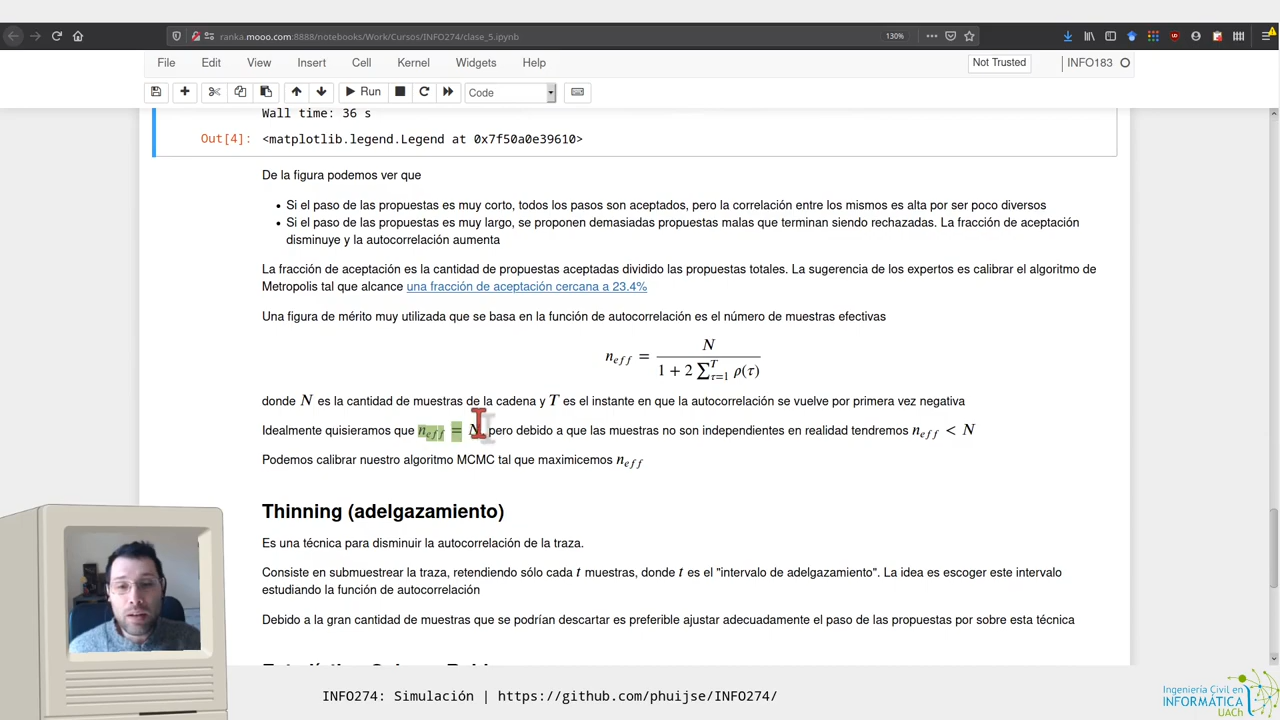 ranka.mooo.com:8888/notebooks/Work/Cursos/INFO274/clase_5.ipynb
130%
File Edit View Insert Cell Kernel Widgets Help
Not Trusted
INFO183
Run
Code
Wall time: 36 s
Out[4]: <matplotlib.legend.Legend at 0x7f50a0e39610>
De la figura podemos ver que
• Si el paso de las propuestas es muy corto, todos los pasos son aceptados, pero la correlación entre los mismos es alta por ser poco diversos
• Si el paso de las propuestas es muy largo, se proponen demasiadas propuestas malas que terminan siendo rechazadas. La fracción de aceptación
disminuye y la autocorrelación aumenta
La fracción de aceptación es la cantidad de propuestas aceptadas dividido las propuestas totales. La sugerencia de los expertos es calibrar el algoritmo de
Metropolis tal que alcance una fracción de aceptación cercana a 23.4%
Una figura de mérito muy utilizada que se basa en la función de autocorrelación es el número de muestras efectivas
n_{eff} = \frac{N}{1 + 2 \sum_{τ=1}^{T} ρ(τ)}
donde N es la cantidad de muestras de la cadena y T es el instante en que la autocorrelación se vuelve por primera vez negativa
Idealmente quisieramos que n_{eff} = N pero debido a que las muestras no son independientes en realidad tendremos n_{eff} < N
Podemos calibrar nuestro algoritmo MCMC tal que maximicemos n_{eff}
Thinning (adelgazamiento)
Es una técnica para disminuir la autocorrelación de la traza.
Consiste en submuestrear la traza, retendiendo sólo cada t muestras, donde t es el "intervalo de adelgazamiento". La idea es escoger este intervalo
estudiando la función de autocorrelación
Debido a la gran cantidad de muestras que se podrían descartar es preferible ajustar adecuadamente el paso de las propuestas por sobre esta técnica
INFO274: Simulación | https://github.com/phuijse/INFO274/
Ingeniería Civil en
INFORMÁTICA
UACh